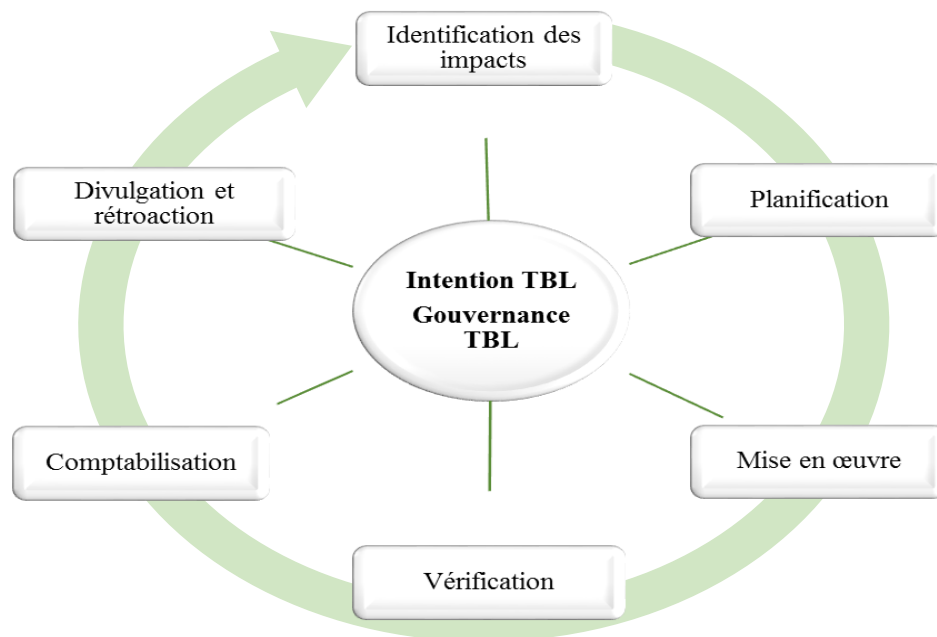 Identification des
impacts
Planification
Mise en œuvre
Vérification
Comptabilisation
Divulgation et
rétroaction
Intention TBL
Gouvernance
TBL